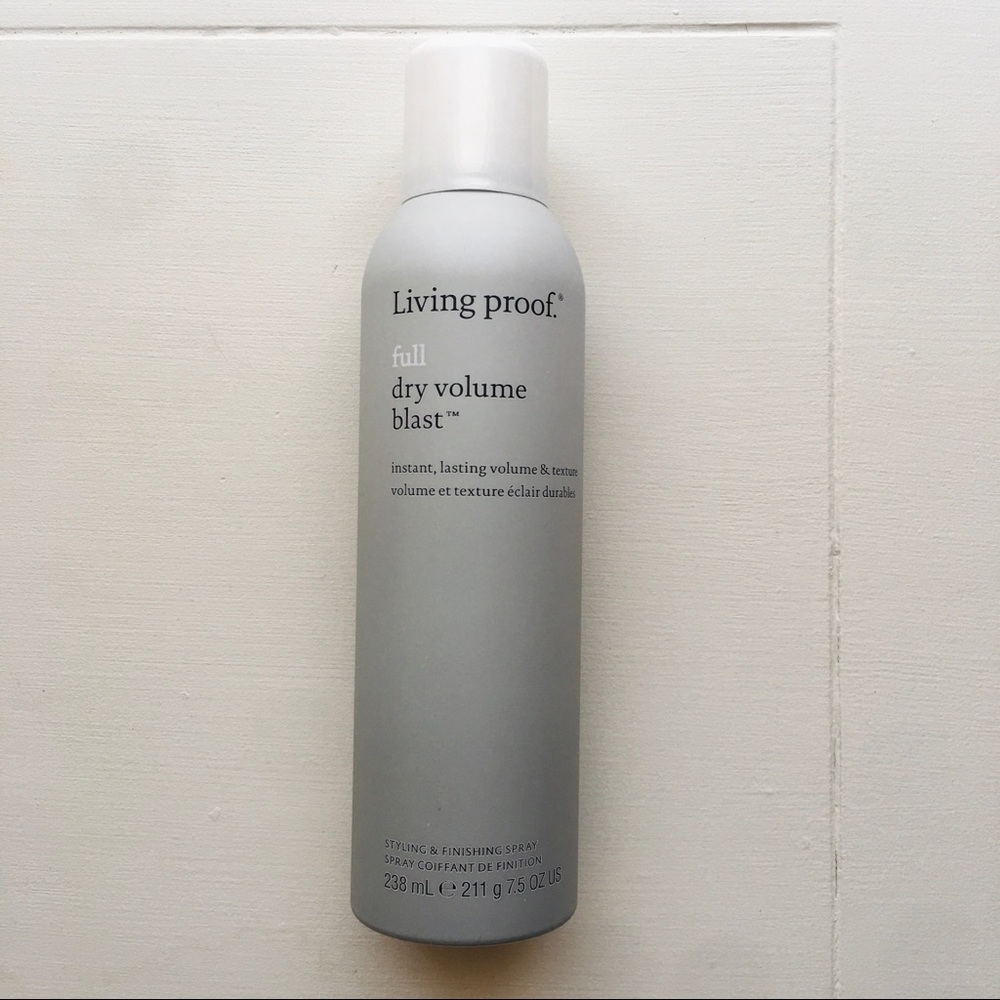 Living proof.®
full
dry volume
blast™
instant, lasting volume & texture
volume et texture éclair durables
STYLING & FINISHING SPRAY
SPRAY COIFFANT DE FINITION
238 mL ℮ 211 g 7.5 OZ US